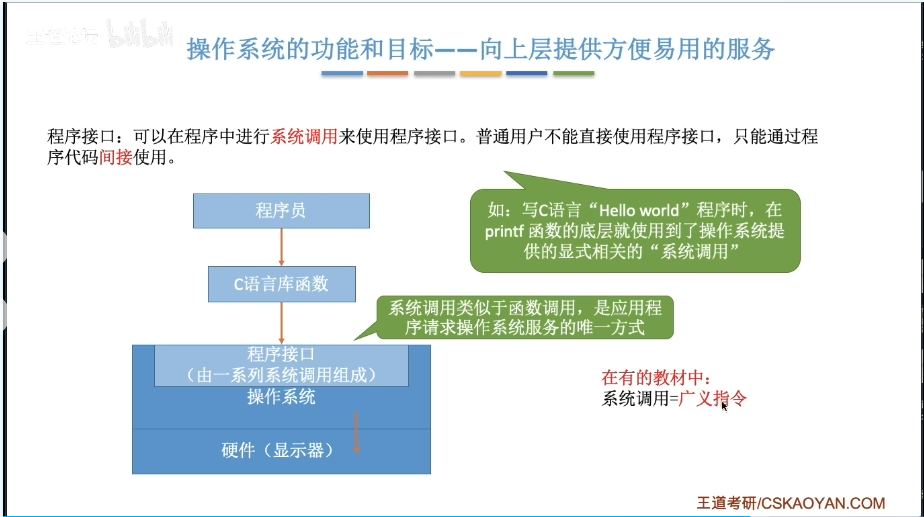 王道考研 bilibili
操作系统的功能和目标——向上层提供方便易用的服务
程序接口：可以在程序中进行系统调用来使用程序接口。普通用户不能直接使用程序接口，只能通过程
序代码间接使用。
程序员
如：写C语言“Hello world”程序时，在
printf 函数的底层就使用到了操作系统提
供的显式相关的“系统调用”
C语言库函数
系统调用类似于函数调用，是应用程
序请求操作系统服务的唯一方式
程序接口
（由一系列系统调用组成）
操作系统
在有的教材中：
系统调用=广义指令
硬件（显示器）
王道考研/CSKAOYAN.COM